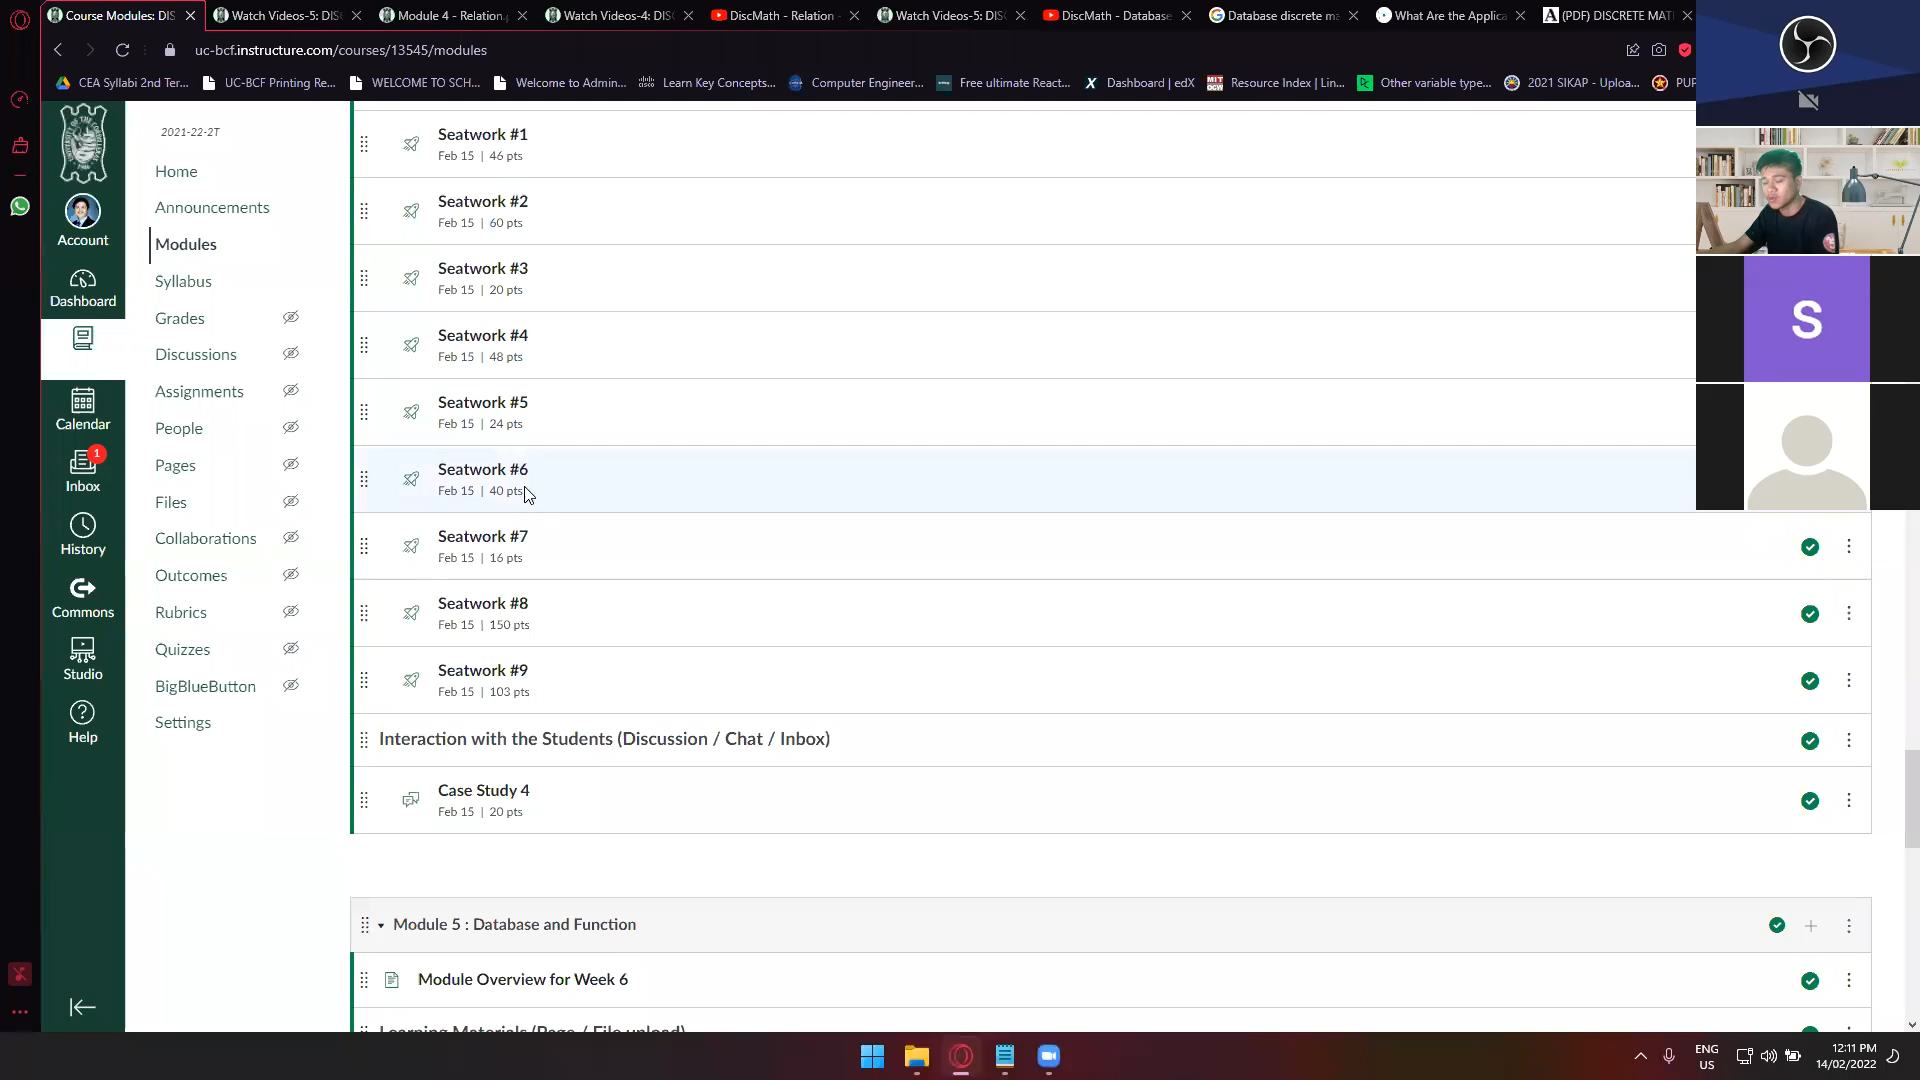 Course Modules: DIS
Watch Videos-5: DIS
Module 4 - Relation
Watch Videos-4: DIS
DiscMath - Relation -
Watch Videos-5: DIS
DiscMath - Database
Database discrete ma
What Are the Applica
(PDF) DISCRETE MAT
uc-bcf.instructure.com/courses/13545/modules
CEA Syllabi 2nd Ter...
UC-BCF Printing Re...
WELCOME TO SCH...
Welcome to Admin...
Learn Key Concepts...
Computer Engineer...
Free ultimate React...
Dashboard | edX
Resource Index | Lin...
Other variable type...
2021 SIKAP - Uploa...
PUP
Account
Dashboard
Calendar
1
Inbox
History
Commons
Studio
Help
2021-22-2T
Home
Announcements
Modules
Syllabus
Grades
Discussions
Assignments
People
Pages
Files
Collaborations
Outcomes
Rubrics
Quizzes
BigBlueButton
Settings
Seatwork #1
Feb 15 | 46 pts
Seatwork #2
Feb 15 | 60 pts
Seatwork #3
Feb 15 | 20 pts
Seatwork #4
Feb 15 | 48 pts
Seatwork #5
Feb 15 | 24 pts
Seatwork #6
Feb 15 | 40 pts
Seatwork #7
Feb 15 | 16 pts
Seatwork #8
Feb 15 | 150 pts
Seatwork #9
Feb 15 | 103 pts
Interaction with the Students (Discussion / Chat / Inbox)
Case Study 4
Feb 15 | 20 pts
Module 5 : Database and Function
Module Overview for Week 6
Learning Materials (Page / File upload)
S
ENG
US
12:11 PM
14/02/2022